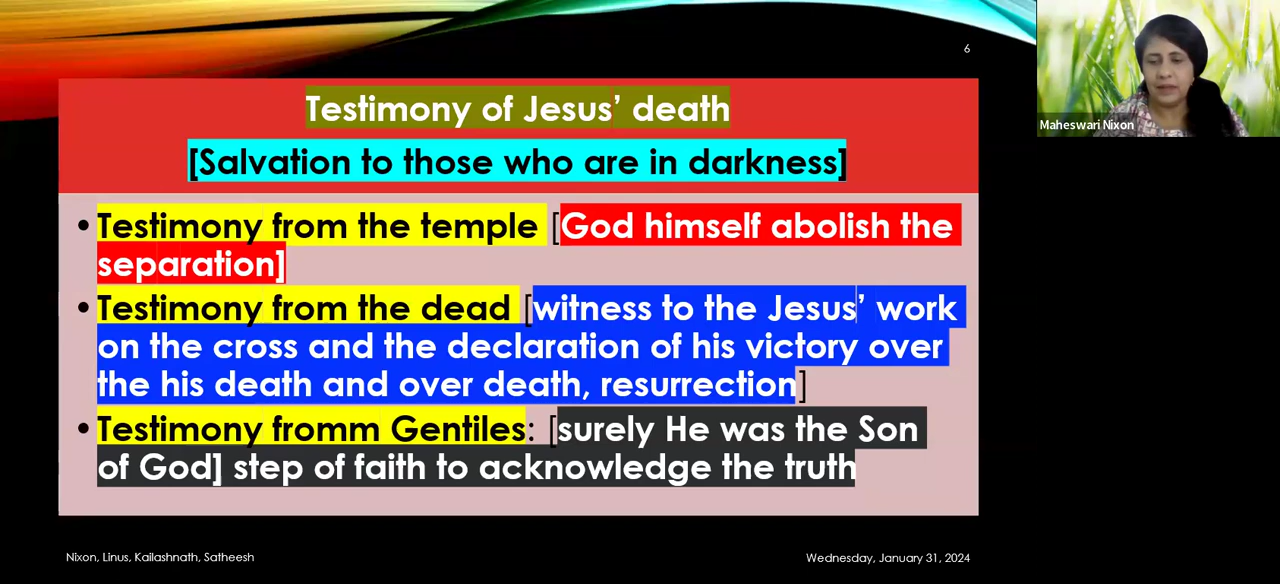 6
Maheswari Nixon
Testimony of Jesus’ death
[Salvation to those who are in darkness]
• Testimony from the temple [God himself abolish the
separation]
• Testimony from the dead [witness to the Jesus’ work
on the cross and the declaration of his victory over
the his death and over death, resurrection]
• Testimony fromm Gentiles: [surely He was the Son
of God] step of faith to acknowledge the truth
Nixon, Linus, Kailashnath, Satheesh
Wednesday, January 31, 2024